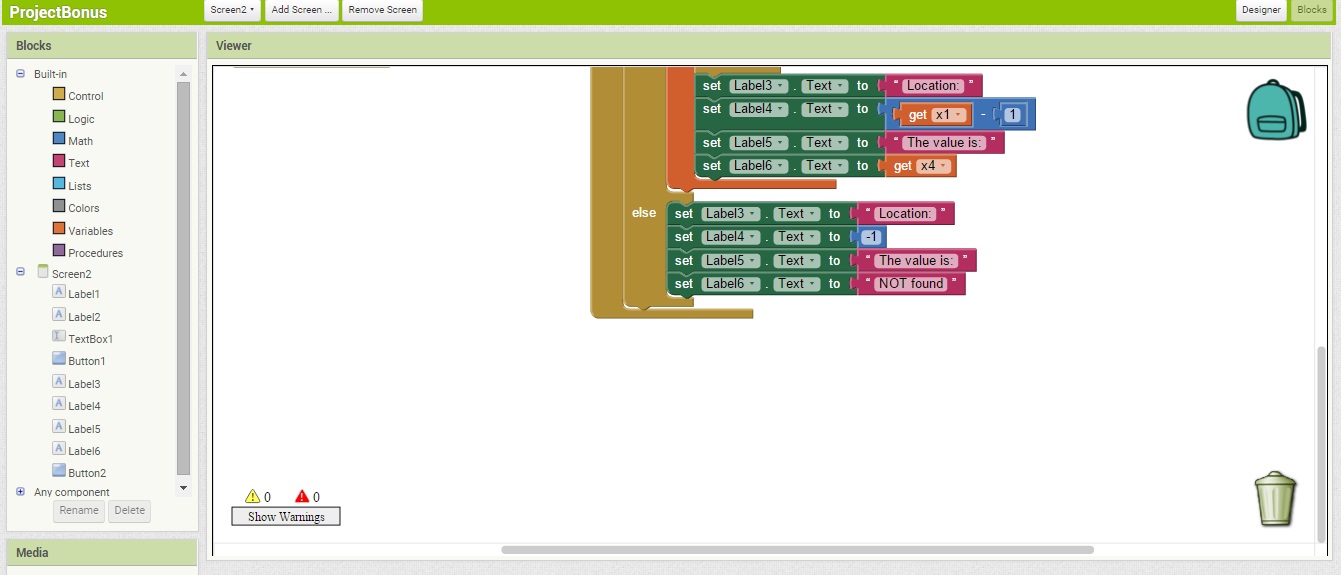 ProjectBonus
Screen2 Add Screen ... Remove Screen Designer Blocks
Blocks
Built-in
Control
Logic
Math
Text
Lists
Colors
Variables
Procedures
Screen2
Label1
Label2
TextBox1
Button1
Label3
Label4
Label5
Label6
Button2
Any component
Rename Delete
Media
Viewer
set Label3 . Text to " Location: "
set Label4 . Text to get x1 - 1
set Label5 . Text to " The value is: "
set Label6 . Text to get x4
else set Label3 . Text to " Location: "
set Label4 . Text to -1
set Label5 . Text to " The value is: "
set Label6 . Text to " NOT found "
0 0
Show Warnings